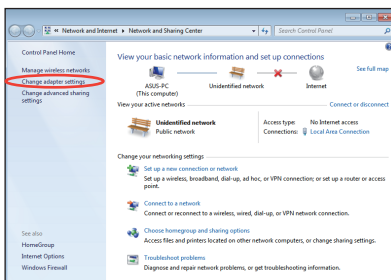 « Network and Internet ▸ Network and Sharing Center
Search Control Panel
Control Panel Home
Manage wireless networks
Change adapter settings
Change advanced sharing
settings
See also
HomeGroup
Internet Options
Windows Firewall
View your basic network information and set up connections
See full map
ASUS-PC
(This computer)
Unidentified network
Internet
View your active networks
Connect or disconnect
Unidentified network
Public network
Access type: No Internet access
Connections: Local Area Connection
Change your networking settings
Set up a new connection or network
Set up a wireless, broadband, dial-up, ad hoc, or VPN connection; or set up a router or access
point.
Connect to a network
Connect or reconnect to a wireless, wired, dial-up, or VPN network connection.
Choose homegroup and sharing options
Access files and printers located on other network computers, or change sharing settings.
Troubleshoot problems
Diagnose and repair network problems, or get troubleshooting information.